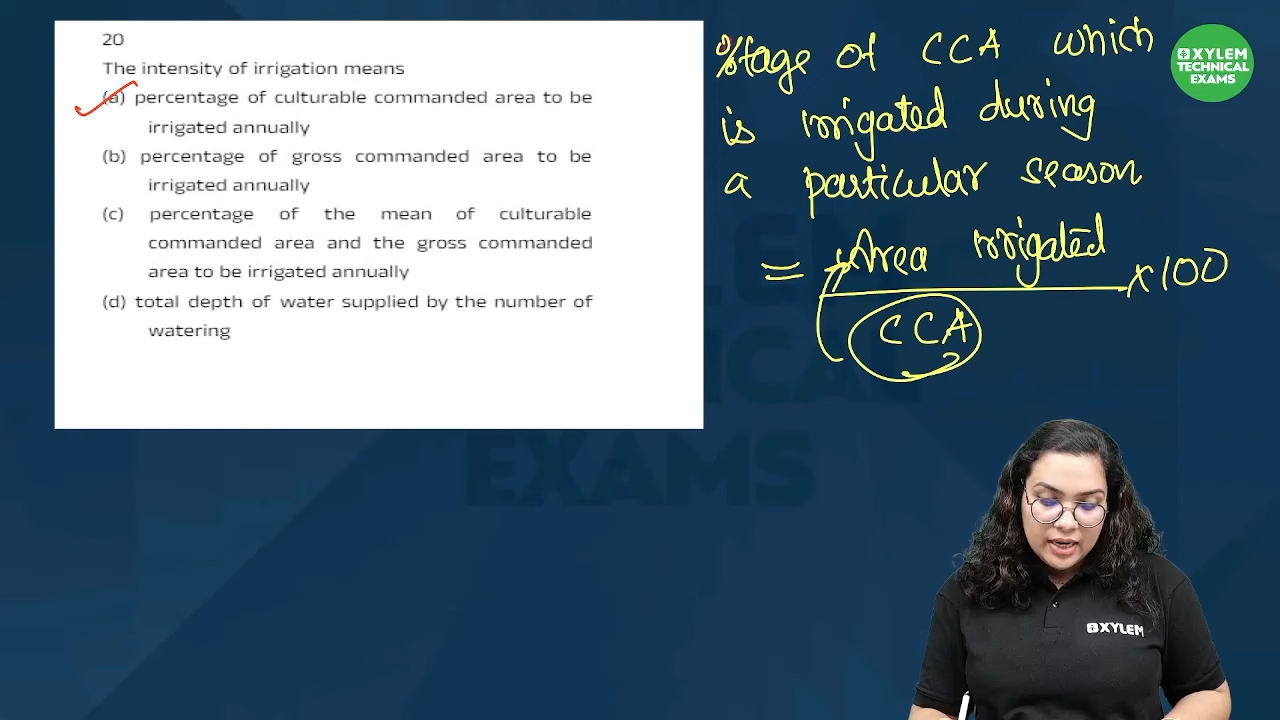 20
The intensity of irrigation means
(a) percentage of culturable commanded area to be
irrigated annually
(b) percentage of gross commanded area to be
irrigated annually
(c) percentage of the mean of culturable
commanded area and the gross commanded
area to be irrigated annually
(d) total depth of water supplied by the number of
watering
%tage of CCA which
is irrigated during
a particular season
= Area irrigated × 100
CCA
XYLEM
TECHNICAL
EXAMS
EXAMS
XYLEM